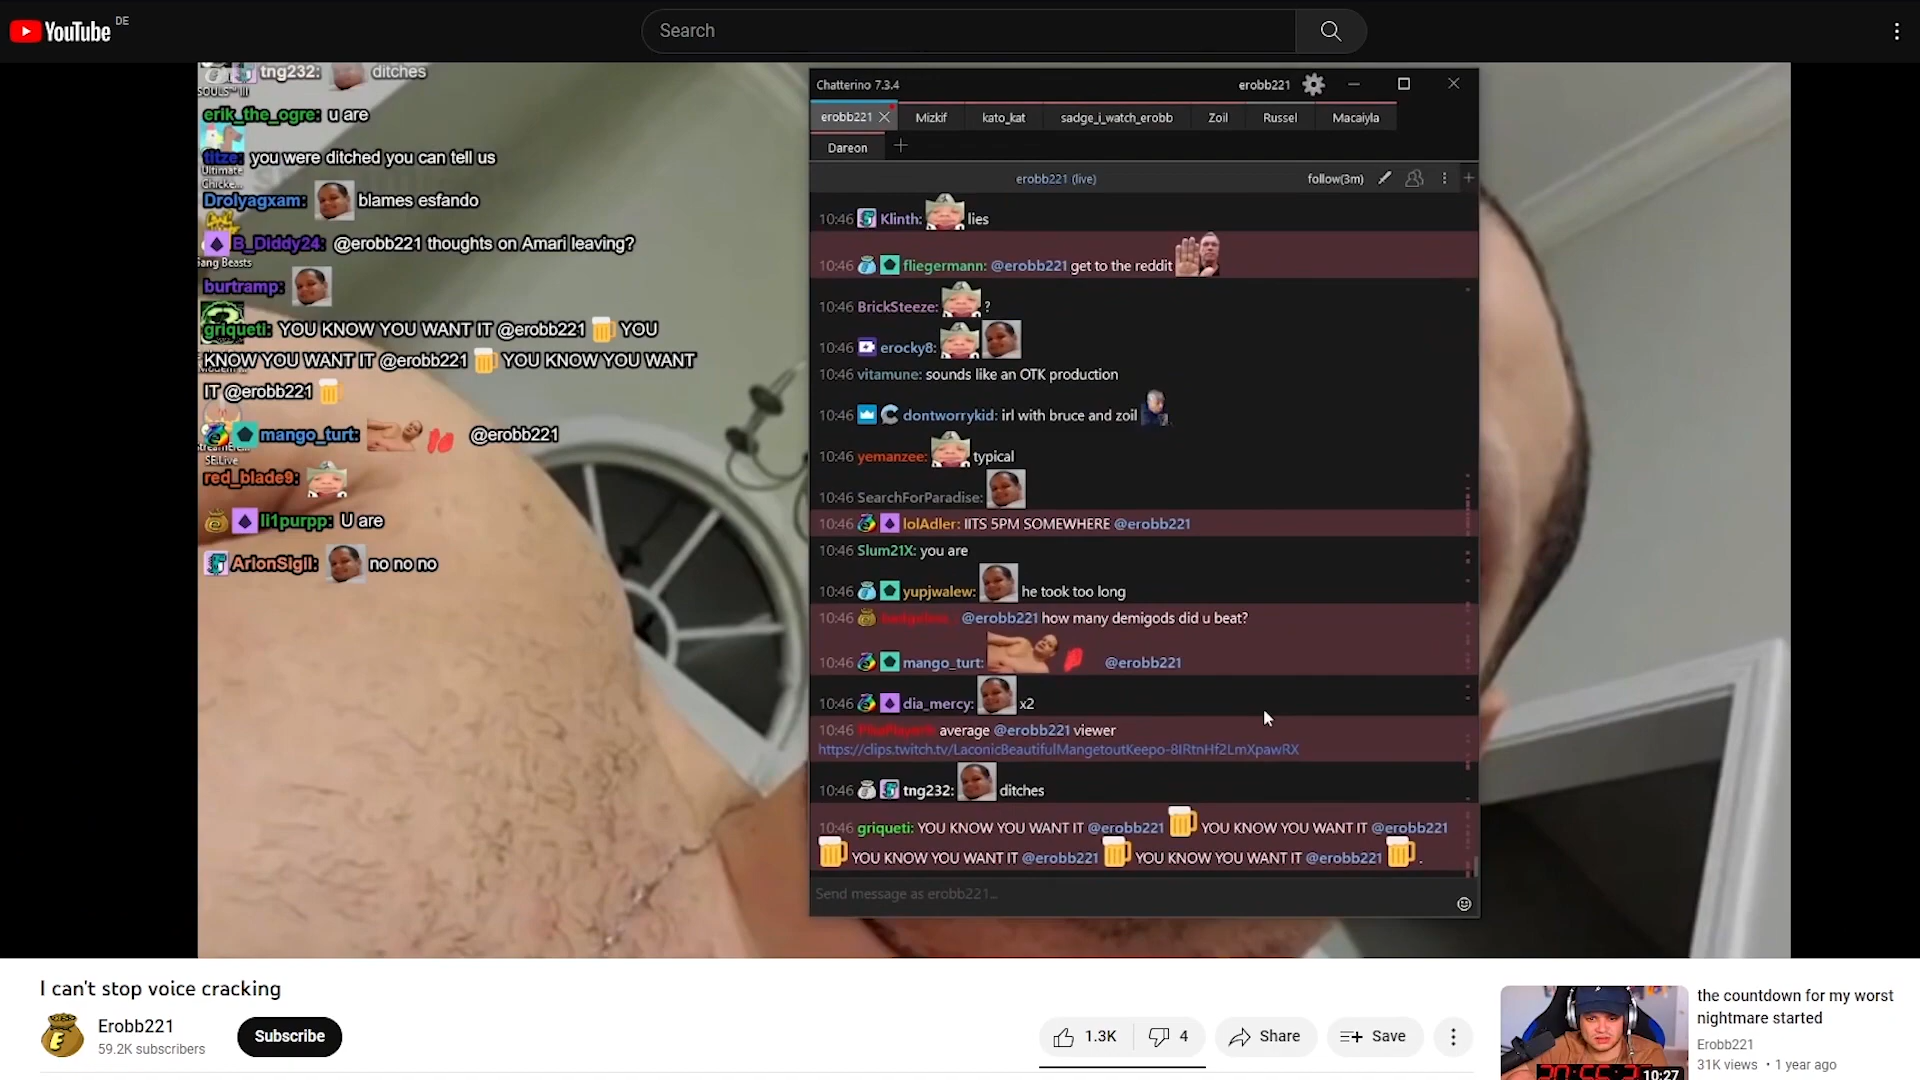 YouTube DE
Search
tng232: ditches
SOULS™ III
erik_the_ogre: u are
titze: you were ditched you can tell us
Ultimate
Chicke...
Drolyagxam: blames esfando
B_Diddy24: @erobb221 thoughts on Amari leaving?
Gang Beasts
burtramp:
griqueti: YOU KNOW YOU WANT IT @erobb221 YOU
KNOW YOU WANT IT @erobb221 YOU KNOW YOU WANT
IT @erobb221
mango_turt: @erobb221
SE.Live
red_blade9:
li1purpp: U are
ArionSigil: no no no
Chatterino 7.3.4
erobb221
erobb221 Mizkif kato_kat sadge_i_watch_erobb Zoil Russel Macaiyla
Dareon
erobb221 (live) follow(3m)
10:46 Klinth: lies
10:46 fliegermann: @erobb221 get to the reddit
10:46 BrickSteeze: ?
10:46 erocky8:
10:46 vitamune: sounds like an OTK production
10:46 dontworrykid: irl with bruce and zoil
10:46 yemanzee: typical
10:46 SearchForParadise:
10:46 lolAdler: IITS 5PM SOMEWHERE @erobb221
10:46 Slum21X: you are
10:46 yupjwalew: he took too long
10:46 @erobb221 how many demigods did u beat?
10:46 mango_turt: @erobb221
10:46 dia_mercy: x2
10:46 average @erobb221 viewer
https://clips.twitch.tv/LaconicBeautifulMangetoutKeepo-8IRtnHf2LmXpawRX
10:46 tng232: ditches
10:46 griqueti: YOU KNOW YOU WANT IT @erobb221 YOU KNOW YOU WANT IT @erobb221
YOU KNOW YOU WANT IT @erobb221 YOU KNOW YOU WANT IT @erobb221 .
Send message as erobb221...
I can't stop voice cracking
Erobb221
59.2K subscribers
Subscribe
1.3K
4
Share
Save
the countdown for my worst
nightmare started
Erobb221
31K views • 1 year ago
10:27